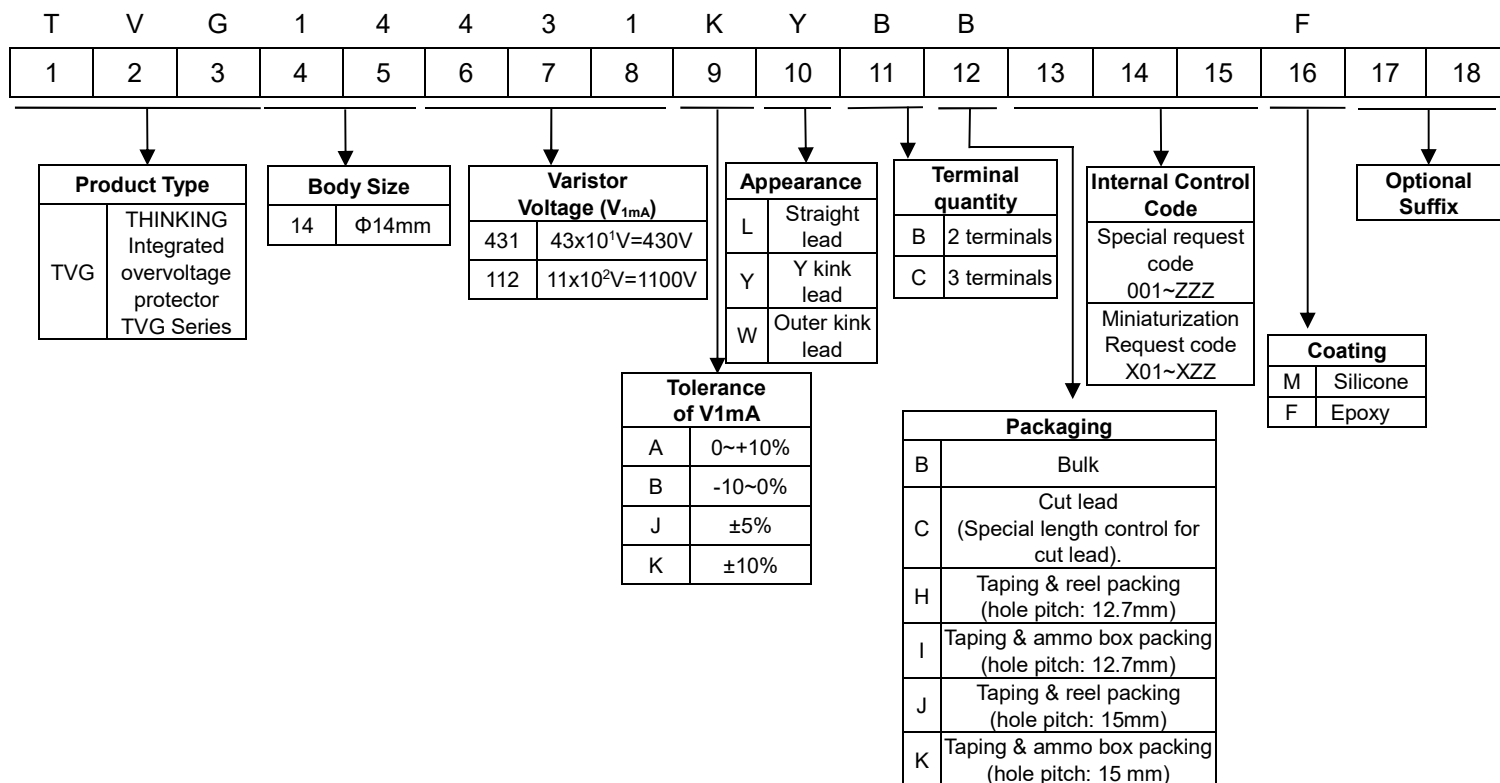 T V G 1 4 4 3 1 K Y B B F
1 2 3 4 5 6 7 8 9 10 11 12 13 14 15 16 17 18
Product Type
TVG
THINKING
Integrated
overvoltage
protector
TVG Series
Body Size
14 Φ14mm
Varistor
Voltage (V1mA)
431 43x10¹V=430V
112 11x10²V=1100V
Tolerance
of V1mA
A 0~+10%
B -10~0%
J ±5%
K ±10%
Appearance
L
Straight
lead
Y
Y kink
lead
W
Outer kink
lead
Terminal
quantity
B 2 terminals
C 3 terminals
Packaging
B Bulk
C
Cut lead
(Special length control for
cut lead).
H
Taping & reel packing
(hole pitch: 12.7mm)
I
Taping & ammo box packing
(hole pitch: 12.7mm)
J
Taping & reel packing
(hole pitch: 15mm)
K
Taping & ammo box packing
(hole pitch: 15 mm)
Internal Control
Code
Special request
code
001~ZZZ
Miniaturization
Request code
X01~XZZ
Coating
M Silicone
F Epoxy
Optional
Suffix